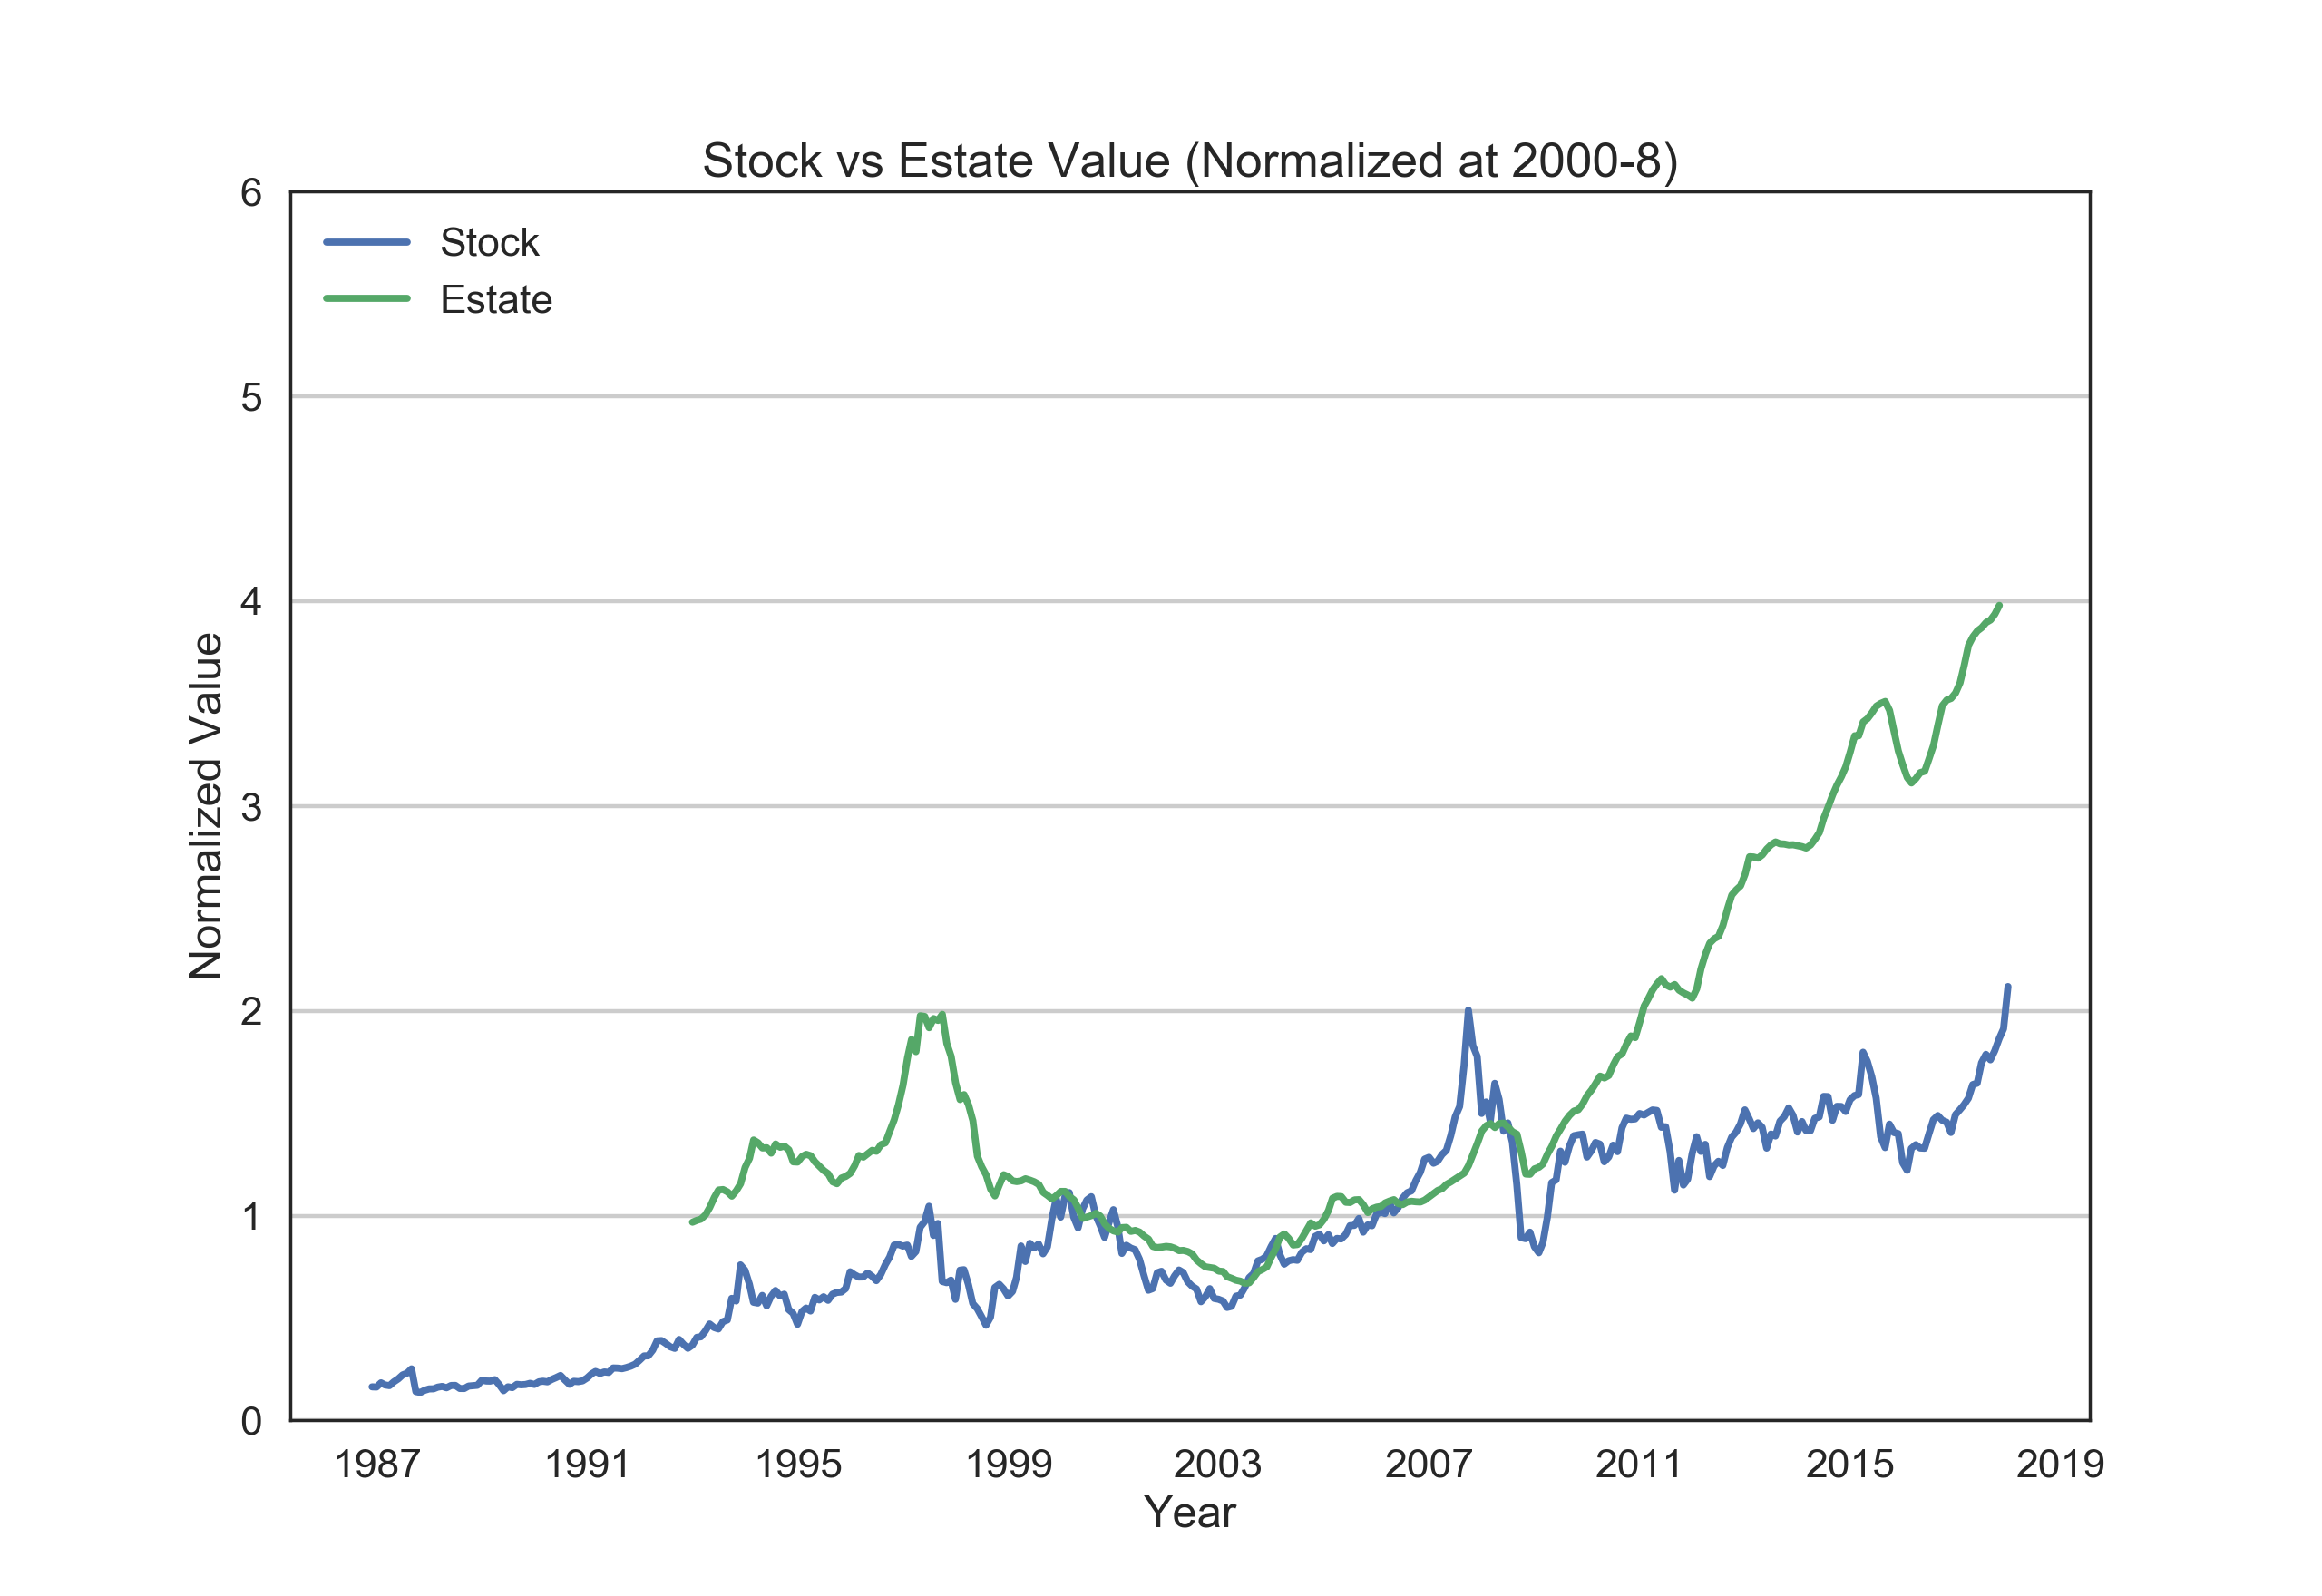 Stock vs Estate Value (Normalized at 2000-8)
Stock
Estate
6
5
4
3
2
1
0
Normalized Value
1987 1991 1995 1999 2003 2007 2011 2015 2019
Year